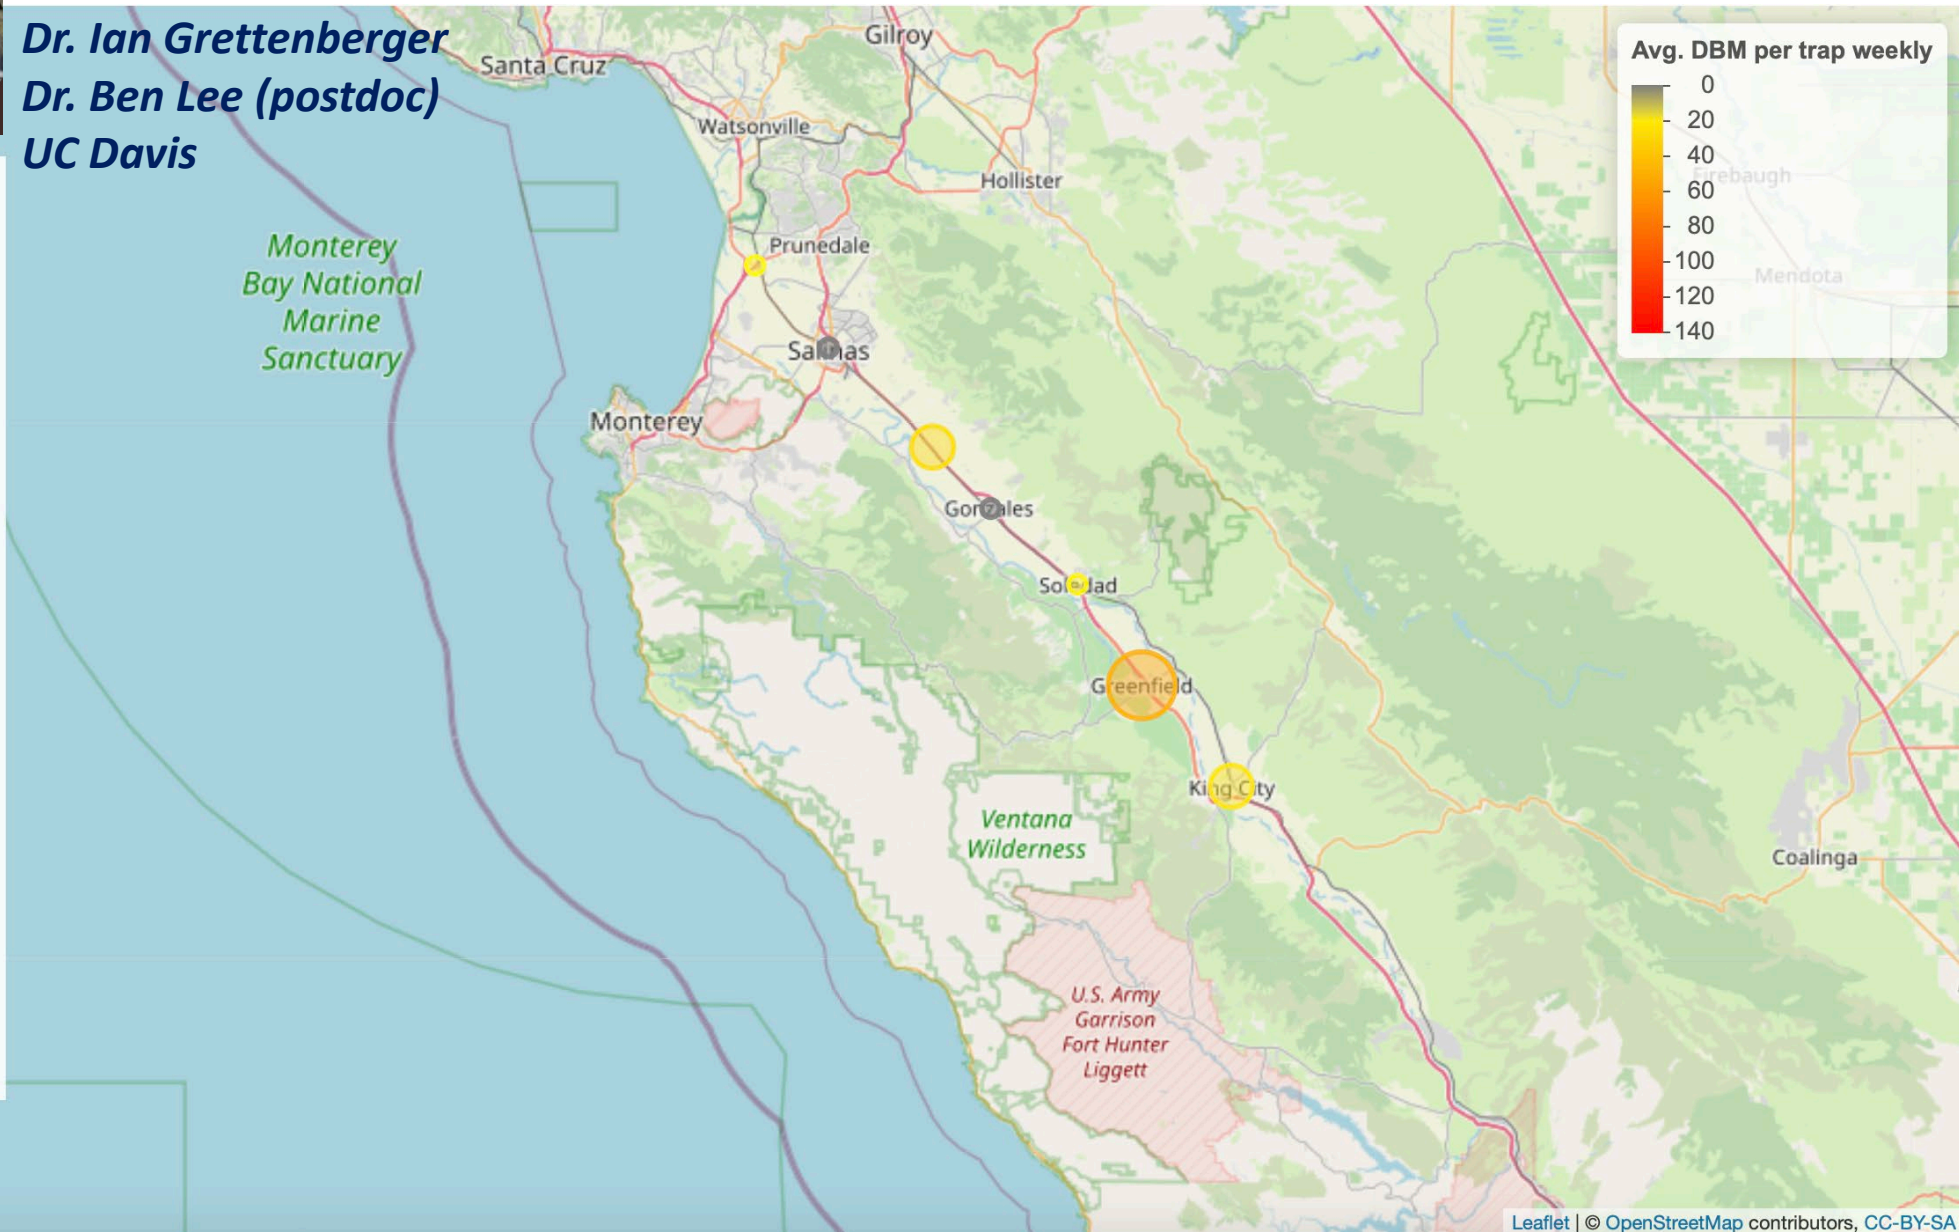 Dr. Ian Grettenberger
Dr. Ben Lee (postdoc)
UC Davis
Santa Cruz
Gilroy
Watsonville
Hollister
Prunedale
Monterey
Bay National
Marine
Sanctuary
Salinas
Monterey
Gonzales
Soledad
Greenfield
King City
Ventana
Wilderness
Coalinga
U.S. Army
Garrison
Fort Hunter
Liggett
Avg. DBM per trap weekly
0
20
40
60
80
100
120
140
Firebaugh
Mendota
Leaflet | © OpenStreetMap contributors, CC-BY-SA